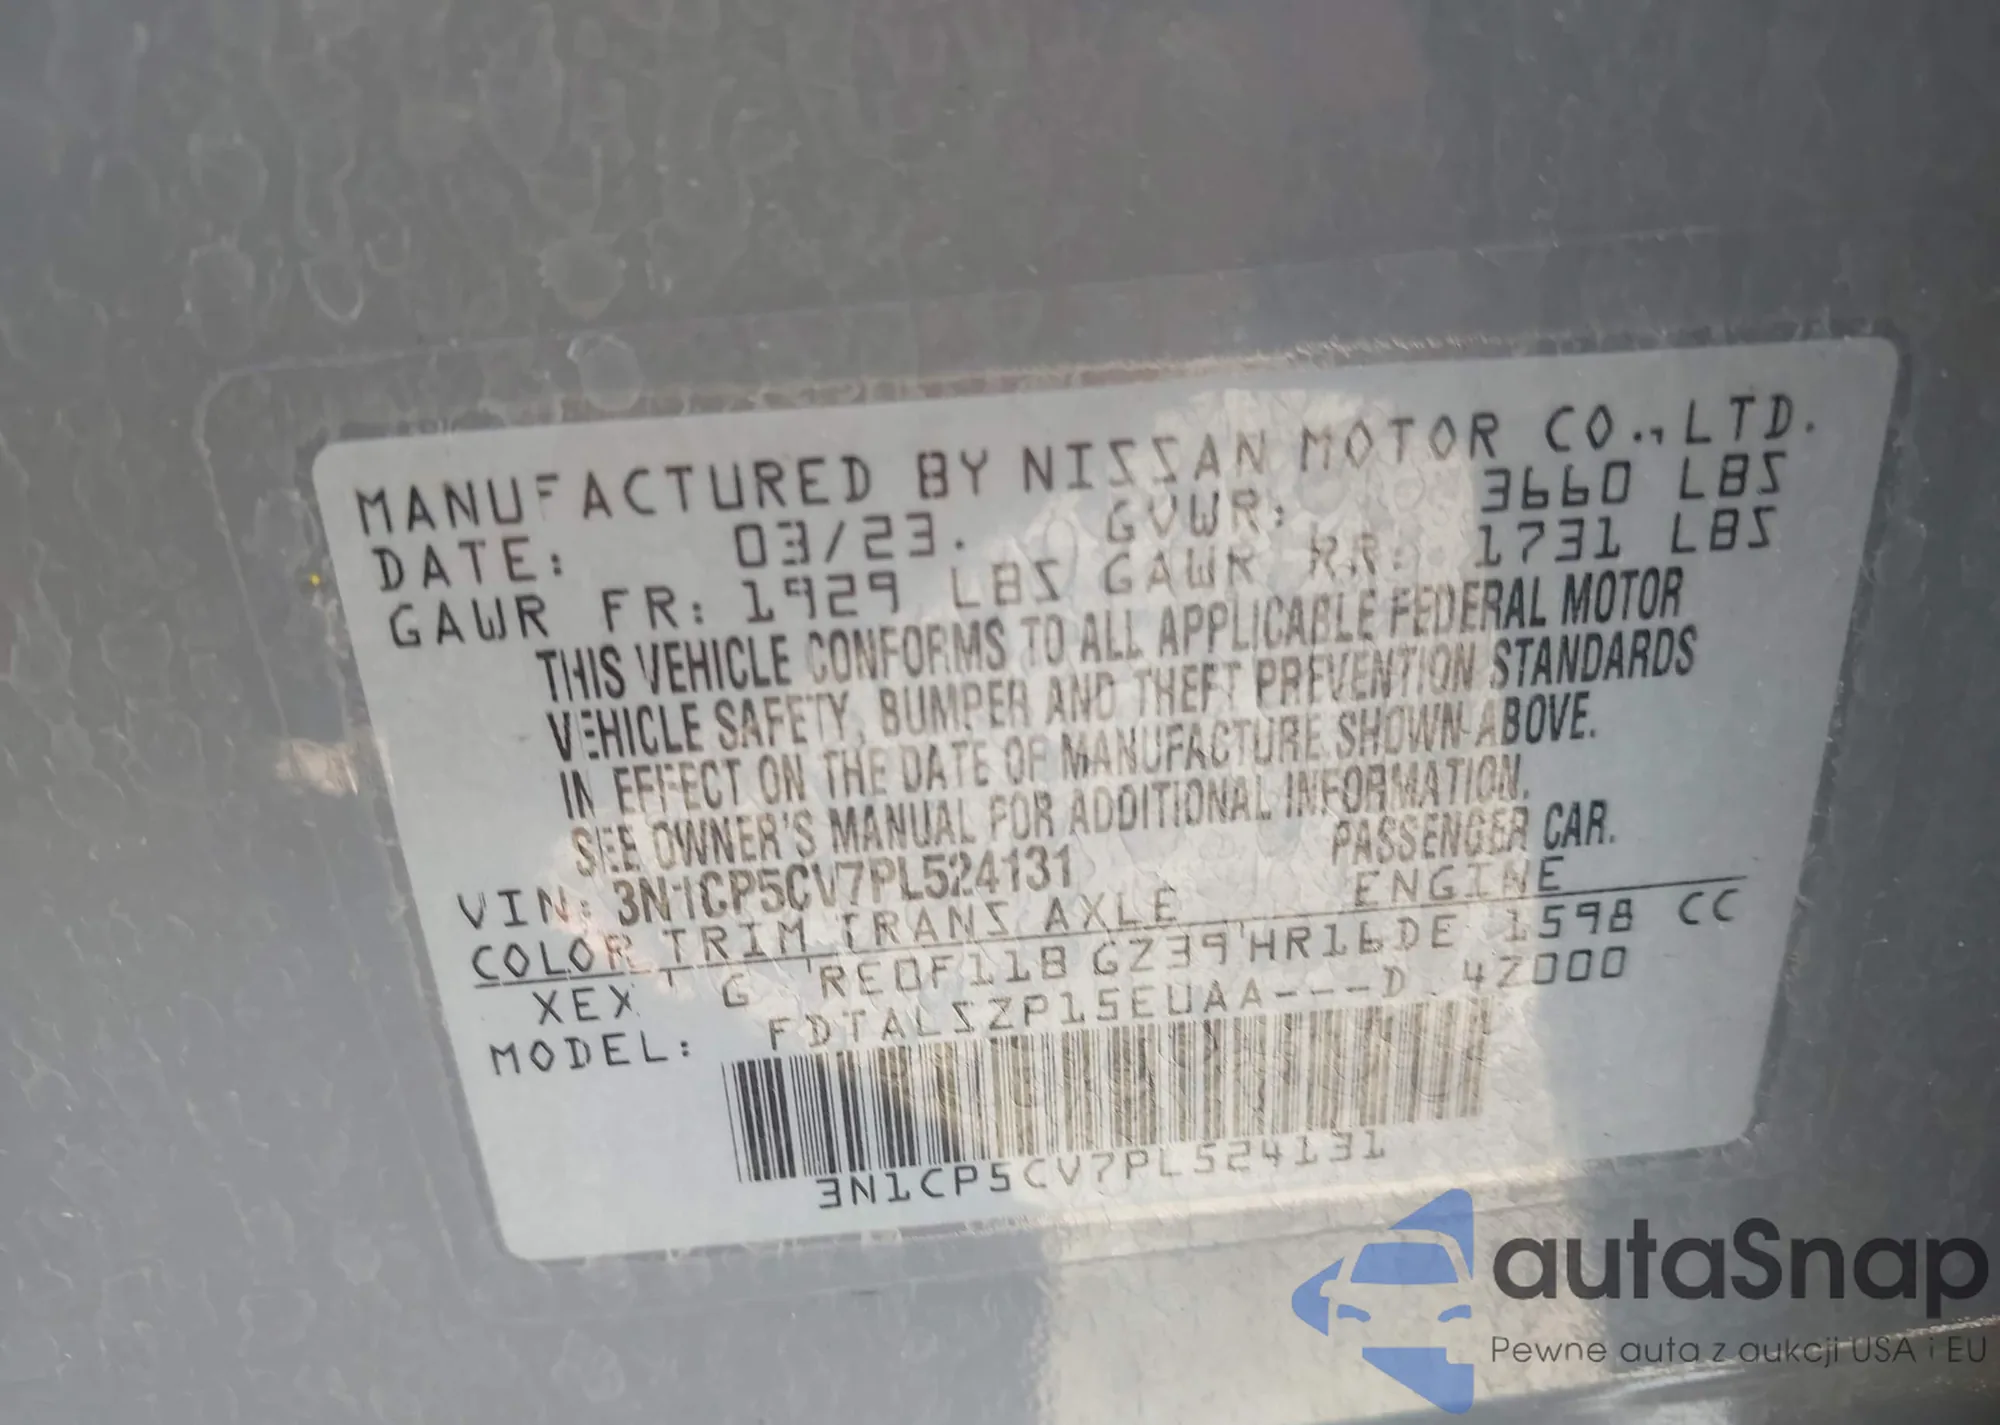 MANUFACTURED BY NISSAN MOTOR CO., LTD.
DATE: 03/23. GVWR: 3660 LBS
GAWR FR: 1929 LBS GAWR RR: 1731 LBS
THIS VEHICLE CONFORMS TO ALL APPLICABLE FEDERAL MOTOR
VEHICLE SAFETY, BUMPER AND THEFT PREVENTION STANDARDS
IN EFFECT ON THE DATE OF MANUFACTURE SHOWN ABOVE.
SEE OWNER'S MANUAL FOR ADDITIONAL INFORMATION.
VIN: 3N1CP5CV7PL524131 PASSENGER CAR.
COLOR TRIM TRANS AXLE ENGINE
XEX G RE0F11B GZ39 HR16DE 1598 CC
MODEL: FDTALSZP15EUAA---D 4Z000
3N1CP5CV7PL524131
autaSnap
Pewne auta z aukcji USA i EU